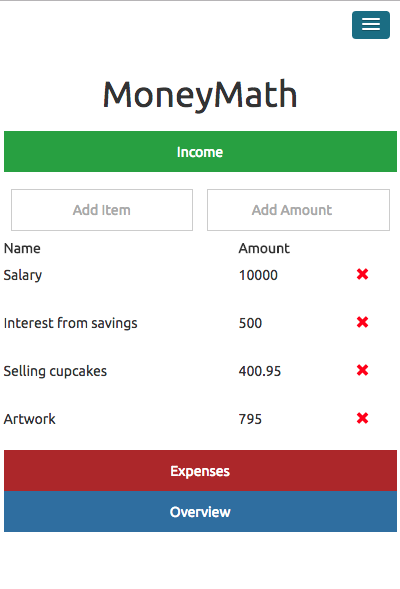 MoneyMath
Income
Add Item Add Amount
Name Amount
Salary 10000
Interest from savings 500
Selling cupcakes 400.95
Artwork 795
Expenses
Overview